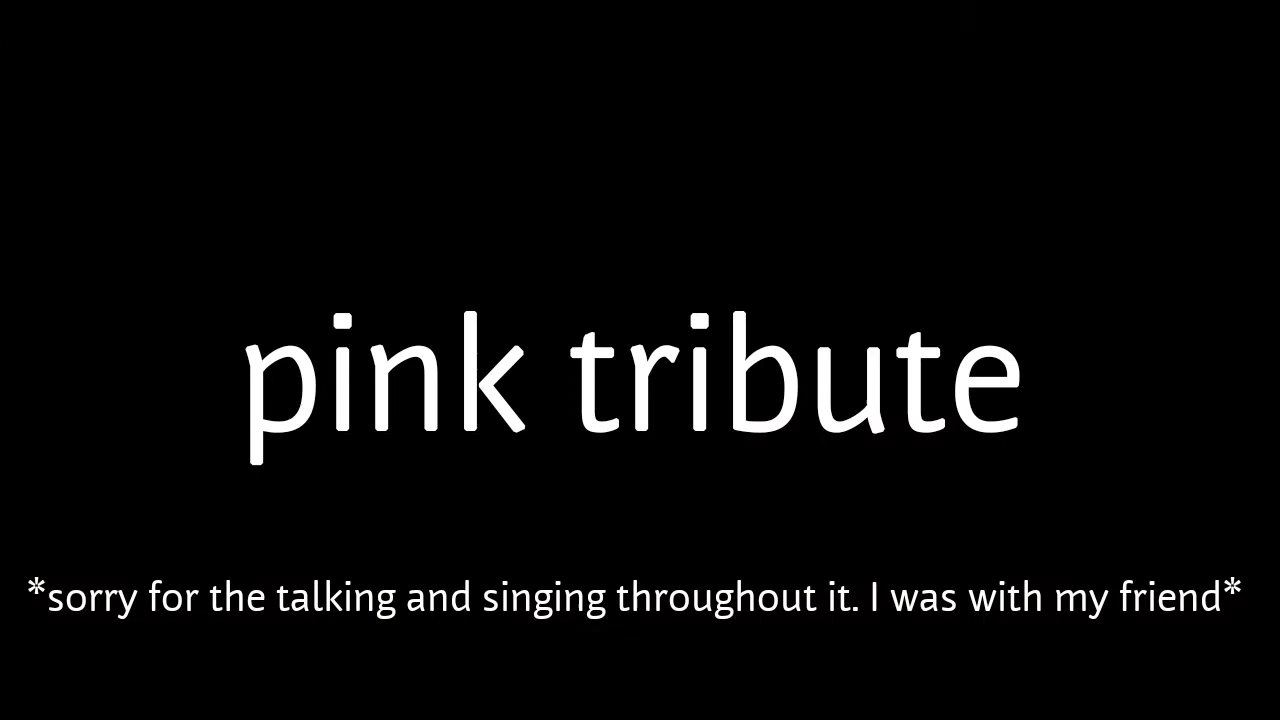 pink tribute
*sorry for the talking and singing throughout it. I was with my friend*